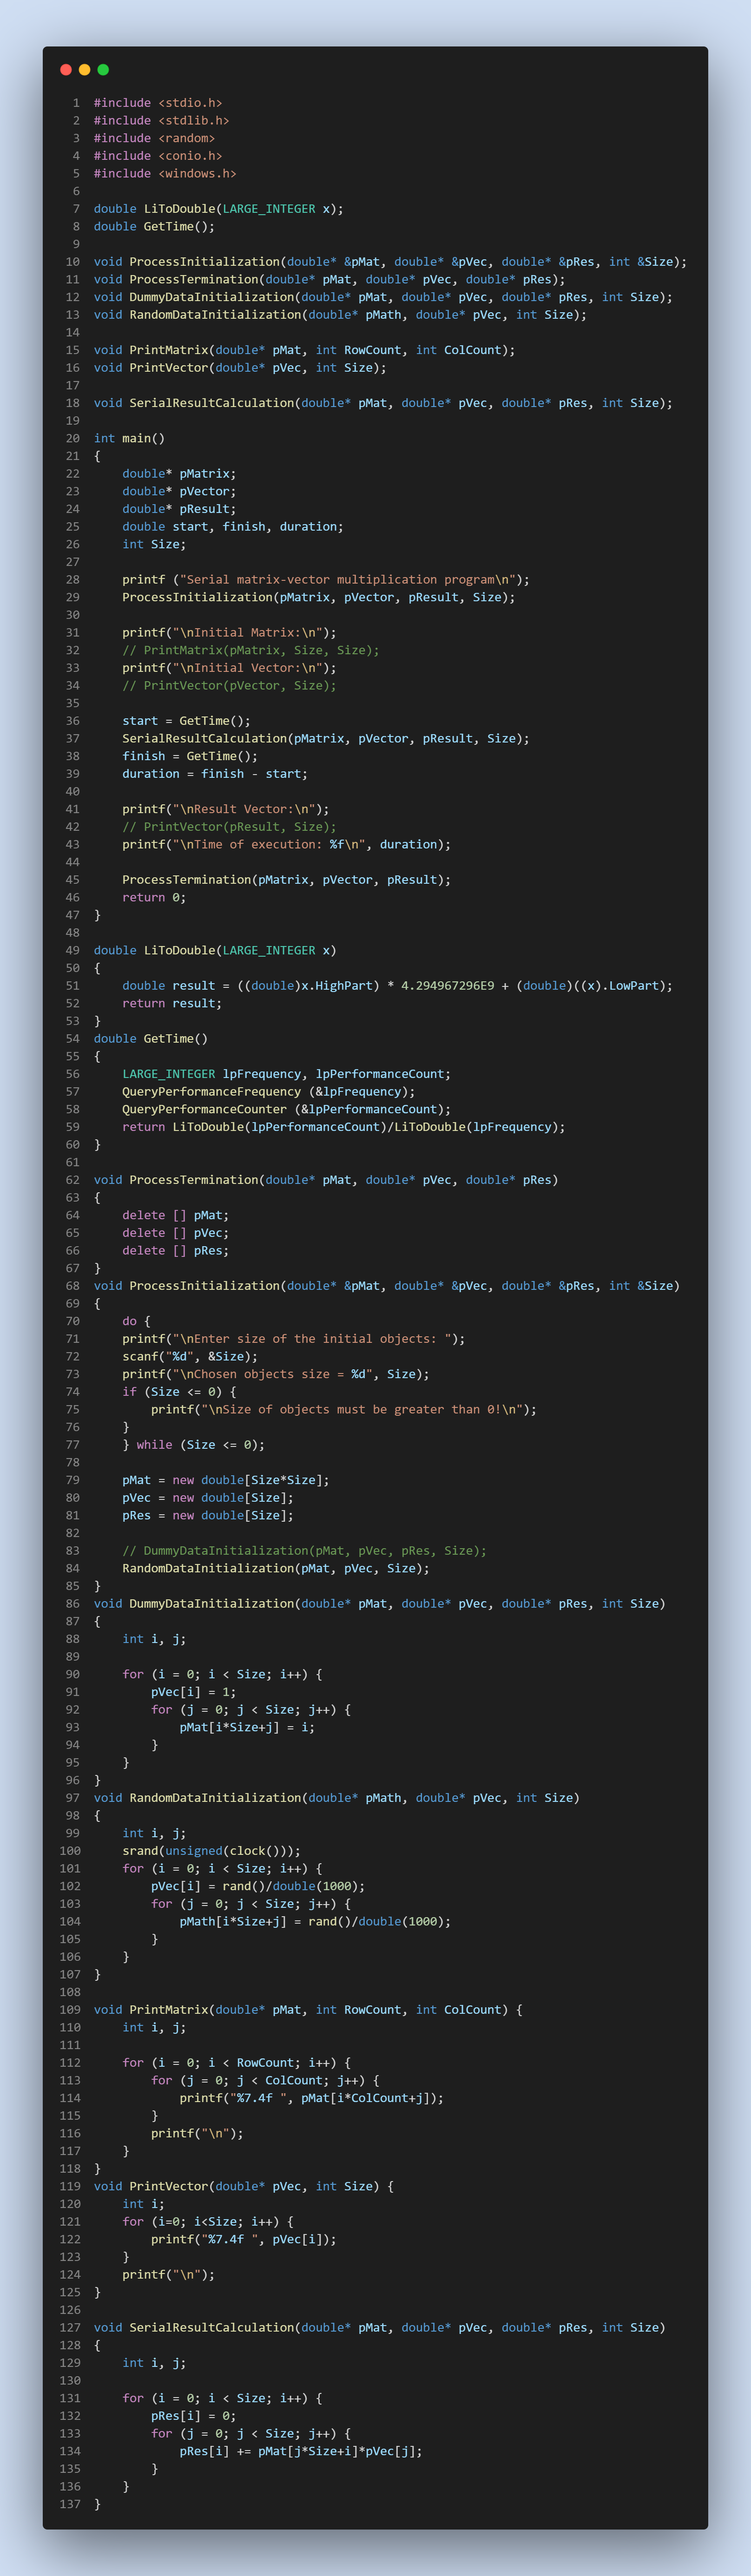 1 #include <stdio.h>
2 #include <stdlib.h>
3 #include <random>
4 #include <conio.h>
5 #include <windows.h>
6
7 double LiToDouble(LARGE_INTEGER x);
8 double GetTime();
9
10 void ProcessInitialization(double* &pMat, double* &pVec, double* &pRes, int &Size);
11 void ProcessTermination(double* pMat, double* pVec, double* pRes);
12 void DummyDataInitialization(double* pMat, double* pVec, double* pRes, int Size);
13 void RandomDataInitialization(double* pMath, double* pVec, int Size);
14
15 void PrintMatrix(double* pMat, int RowCount, int ColCount);
16 void PrintVector(double* pVec, int Size);
17
18 void SerialResultCalculation(double* pMat, double* pVec, double* pRes, int Size);
19
20 int main()
21 {
22     double* pMatrix;
23     double* pVector;
24     double* pResult;
25     double start, finish, duration;
26     int Size;
27
28     printf ("Serial matrix-vector multiplication program\n");
29     ProcessInitialization(pMatrix, pVector, pResult, Size);
30
31     printf("\nInitial Matrix:\n");
32     // PrintMatrix(pMatrix, Size, Size);
33     printf("\nInitial Vector:\n");
34     // PrintVector(pVector, Size);
35
36     start = GetTime();
37     SerialResultCalculation(pMatrix, pVector, pResult, Size);
38     finish = GetTime();
39     duration = finish - start;
40
41     printf("\nResult Vector:\n");
42     // PrintVector(pResult, Size);
43     printf("\nTime of execution: %f\n", duration);
44
45     ProcessTermination(pMatrix, pVector, pResult);
46     return 0;
47 }
48
49 double LiToDouble(LARGE_INTEGER x)
50 {
51     double result = ((double)x.HighPart) * 4.294967296E9 + (double)((x).LowPart);
52     return result;
53 }
54 double GetTime()
55 {
56     LARGE_INTEGER lpFrequency, lpPerformanceCount;
57     QueryPerformanceFrequency (&lpFrequency);
58     QueryPerformanceCounter (&lpPerformanceCount);
59     return LiToDouble(lpPerformanceCount)/LiToDouble(lpFrequency);
60 }
61
62 void ProcessTermination(double* pMat, double* pVec, double* pRes)
63 {
64     delete [] pMat;
65     delete [] pVec;
66     delete [] pRes;
67 }
68 void ProcessInitialization(double* &pMat, double* &pVec, double* &pRes, int &Size)
69 {
70     do {
71     printf("\nEnter size of the initial objects: ");
72     scanf("%d", &Size);
73     printf("\nChosen objects size = %d", Size);
74     if (Size <= 0) {
75         printf("\nSize of objects must be greater than 0!\n");
76     }
77     } while (Size <= 0);
78
79     pMat = new double[Size*Size];
80     pVec = new double[Size];
81     pRes = new double[Size];
82
83     // DummyDataInitialization(pMat, pVec, pRes, Size);
84     RandomDataInitialization(pMat, pVec, Size);
85 }
86 void DummyDataInitialization(double* pMat, double* pVec, double* pRes, int Size)
87 {
88     int i, j;
89
90     for (i = 0; i < Size; i++) {
91         pVec[i] = 1;
92         for (j = 0; j < Size; j++) {
93             pMat[i*Size+j] = i;
94         }
95     }
96 }
97 void RandomDataInitialization(double* pMath, double* pVec, int Size)
98 {
99     int i, j;
100     srand(unsigned(clock()));
101     for (i = 0; i < Size; i++) {
102         pVec[i] = rand()/double(1000);
103         for (j = 0; j < Size; j++) {
104             pMath[i*Size+j] = rand()/double(1000);
105         }
106     }
107 }
108
109 void PrintMatrix(double* pMat, int RowCount, int ColCount) {
110     int i, j;
111
112     for (i = 0; i < RowCount; i++) {
113         for (j = 0; j < ColCount; j++) {
114             printf("%7.4f ", pMat[i*ColCount+j]);
115         }
116         printf("\n");
117     }
118 }
119 void PrintVector(double* pVec, int Size) {
120     int i;
121     for (i=0; i<Size; i++) {
122         printf("%7.4f ", pVec[i]);
123     }
124     printf("\n");
125 }
126
127 void SerialResultCalculation(double* pMat, double* pVec, double* pRes, int Size)
128 {
129     int i, j;
130
131     for (i = 0; i < Size; i++) {
132         pRes[i] = 0;
133         for (j = 0; j < Size; j++) {
134             pRes[i] += pMat[j*Size+i]*pVec[j];
135         }
136     }
137 }